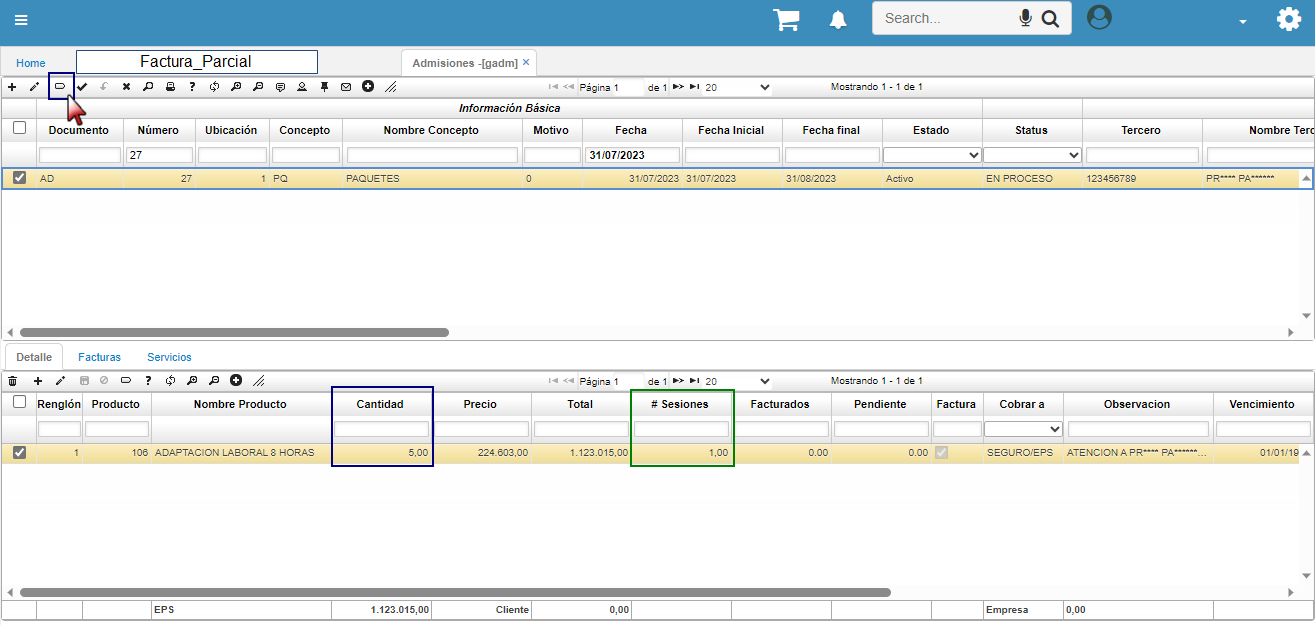 Search...
Home
Factura_Parcial
Admisiones -[gadm] ×
Página 1 de 1 20 Mostrando 1 - 1 de 1
Información Básica
Documento Número Ubicación Concepto Nombre Concepto Motivo Fecha Fecha Inicial Fecha final Estado Status Tercero Nombre Terc
27 31/07/2023
AD 27 1 PQ PAQUETES 0 31/07/2023 31/07/2023 31/08/2023 Activo EN PROCESO 123456789 PR**** PA******
Detalle Facturas Servicios
Página 1 de 1 20 Mostrando 1 - 1 de 1
Renglón Producto Nombre Producto Cantidad Precio Total # Sesiones Facturados Pendiente Factura Cobrar a Observacion Vencimiento
1 106 ADAPTACION LABORAL 8 HORAS 5,00 224.603,00 1.123.015,00 1,00 0.00 0.00 SEGURO/EPS ATENCION A PR**** PA******... 01/01/19
EPS 1.123.015,00 Cliente 0,00 Empresa 0,00